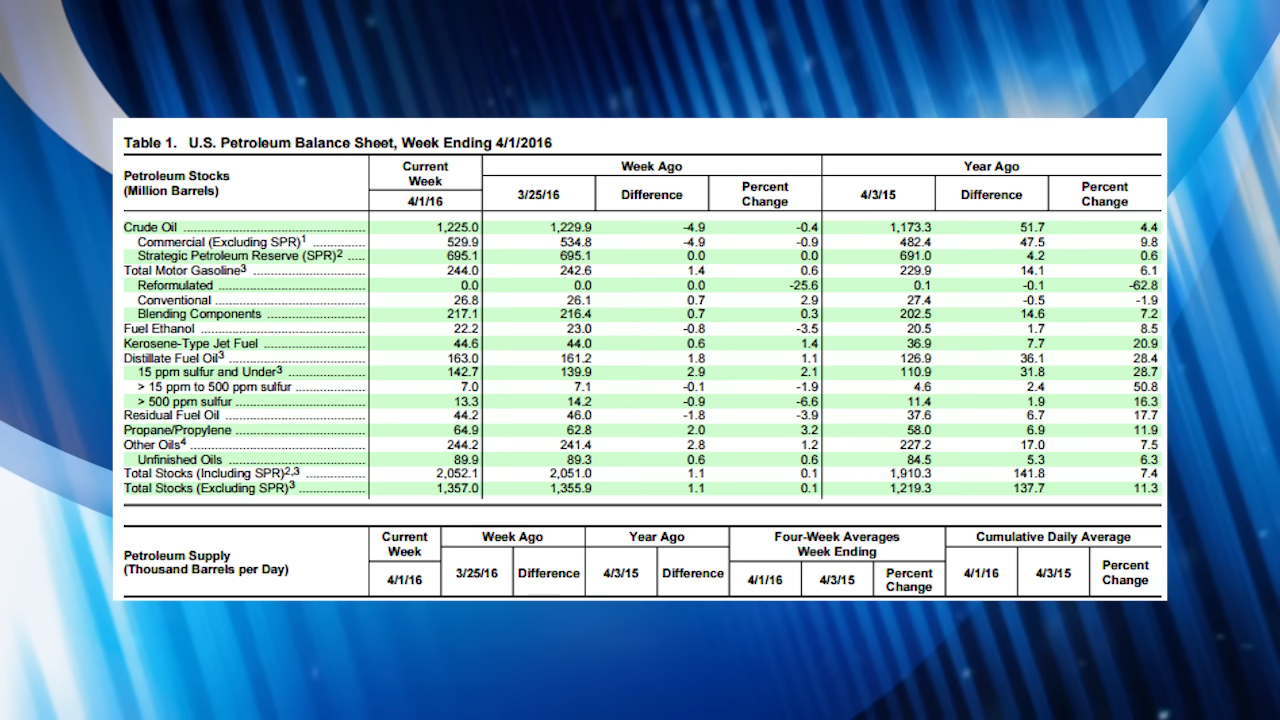 Table 1. U.S. Petroleum Balance Sheet, Week Ending 4/1/2016
Petroleum Stocks
(Million Barrels)
Current
Week
4/1/16
Week Ago
3/25/16 Difference Percent
Change
Year Ago
4/3/15 Difference Percent
Change
Crude Oil 1,225.0 1,229.9 -4.9 -0.4 1,173.3 51.7 4.4
Commercial (Excluding SPR)1 529.9 534.8 -4.9 -0.9 482.4 47.5 9.8
Strategic Petroleum Reserve (SPR)2 695.1 695.1 0.0 0.0 691.0 4.2 0.6
Total Motor Gasoline3 244.0 242.6 1.4 0.6 229.9 14.1 6.1
Reformulated 0.0 0.0 0.0 -25.6 0.1 -0.1 -62.8
Conventional 26.8 26.1 0.7 2.9 27.4 -0.5 -1.9
Blending Components 217.1 216.4 0.7 0.3 202.5 14.6 7.2
Fuel Ethanol 22.2 23.0 -0.8 -3.5 20.5 1.7 8.5
Kerosene-Type Jet Fuel 44.6 44.0 0.6 1.4 36.9 7.7 20.9
Distillate Fuel Oil3 163.0 161.2 1.8 1.1 126.9 36.1 28.4
15 ppm sulfur and Under3 142.7 139.9 2.9 2.1 110.9 31.8 28.7
> 15 ppm to 500 ppm sulfur 7.0 7.1 -0.1 -1.9 4.6 2.4 50.8
> 500 ppm sulfur 13.3 14.2 -0.9 -6.6 11.4 1.9 16.3
Residual Fuel Oil 44.2 46.0 -1.8 -3.9 37.6 6.7 17.7
Propane/Propylene 64.9 62.8 2.0 3.2 58.0 6.9 11.9
Other Oils4 244.2 241.4 2.8 1.2 227.2 17.0 7.5
Unfinished Oils 89.9 89.3 0.6 0.6 84.5 5.3 6.3
Total Stocks (Including SPR)2,3 2,052.1 2,051.0 1.1 0.1 1,910.3 141.8 7.4
Total Stocks (Excluding SPR)3 1,357.0 1,355.9 1.1 0.1 1,219.3 137.7 11.3
Petroleum Supply
(Thousand Barrels per Day)
Current
Week
4/1/16
Week Ago
3/25/16 Difference
Year Ago
4/3/15 Difference
Four-Week Averages
Week Ending
4/1/16 4/3/15 Percent
Change
Cumulative Daily Average
4/1/16 4/3/15 Percent
Change